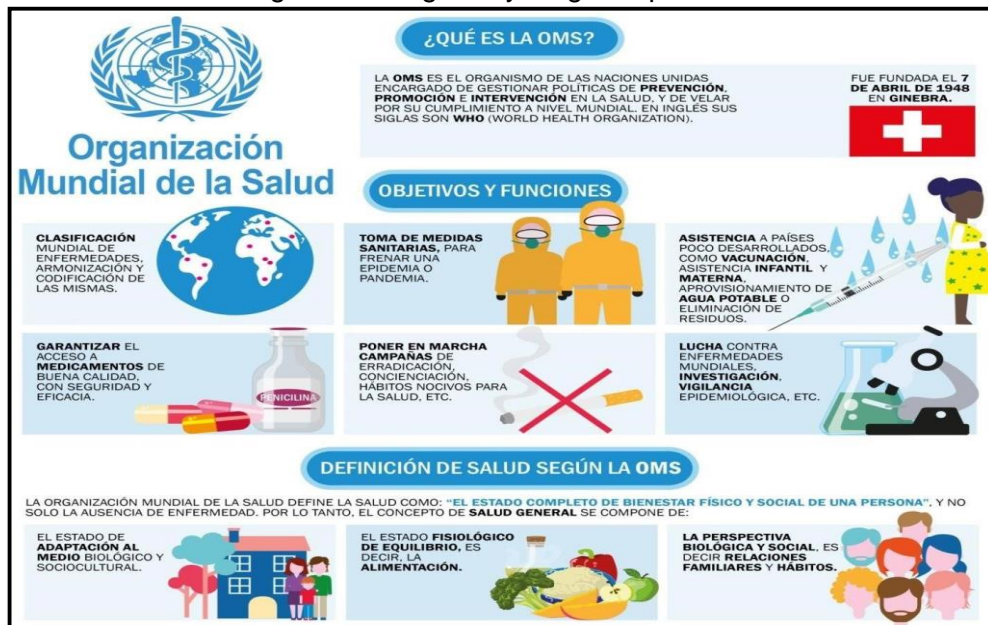 ¿QUÉ ES LA OMS?
LA OMS ES EL ORGANISMO DE LAS NACIONES UNIDAS
ENCARGADO DE GESTIONAR POLÍTICAS DE PREVENCIÓN,
PROMOCIÓN E INTERVENCIÓN EN LA SALUD, Y DE VELAR
POR SU CUMPLIMIENTO A NIVEL MUNDIAL. EN INGLÉS SUS
SIGLAS SON WHO (WORLD HEALTH ORGANIZATION).
FUE FUNDADA EL 7
DE ABRIL DE 1948
EN GINEBRA.
Organización
Mundial de la Salud
OBJETIVOS Y FUNCIONES
CLASIFICACIÓN
MUNDIAL DE
ENFERMEDADES,
ARMONIZACIÓN Y
CODIFICACIÓN DE
LAS MISMAS.
TOMA DE MEDIDAS
SANITARIAS, PARA
FRENAR UNA
EPIDEMIA O
PANDEMIA.
ASISTENCIA A PAÍSES
POCO DESARROLLADOS,
COMO VACUNACIÓN,
ASISTENCIA INFANTIL Y
MATERNA,
APROVISIONAMIENTO DE
AGUA POTABLE O
ELIMINACIÓN DE
RESIDUOS.
GARANTIZAR EL
ACCESO A
MEDICAMENTOS DE
BUENA CALIDAD,
CON SEGURIDAD Y
EFICACIA.
PENICILINA
PONER EN MARCHA
CAMPAÑAS DE
ERRADICACIÓN,
CONCIENCIACIÓN,
HÁBITOS NOCIVOS PARA
LA SALUD, ETC.
LUCHA CONTRA
ENFERMEDADES
MUNDIALES,
INVESTIGACIÓN,
VIGILANCIA
EPIDEMIOLÓGICA, ETC.
DEFINICIÓN DE SALUD SEGÚN LA OMS
LA ORGANIZACIÓN MUNDIAL DE LA SALUD DEFINE LA SALUD COMO: "EL ESTADO COMPLETO DE BIENESTAR FÍSICO Y SOCIAL DE UNA PERSONA", Y NO
SOLO LA AUSENCIA DE ENFERMEDAD. POR LO TANTO, EL CONCEPTO DE SALUD GENERAL SE COMPONE DE:
EL ESTADO DE
ADAPTACIÓN AL
MEDIO BIOLÓGICO Y
SOCIOCULTURAL.
EL ESTADO FISIOLÓGICO
DE EQUILIBRIO, ES
DECIR, LA
ALIMENTACIÓN.
LA PERSPECTIVA
BIOLÓGICA Y SOCIAL, ES
DECIR RELACIONES
FAMILIARES Y HÁBITOS.